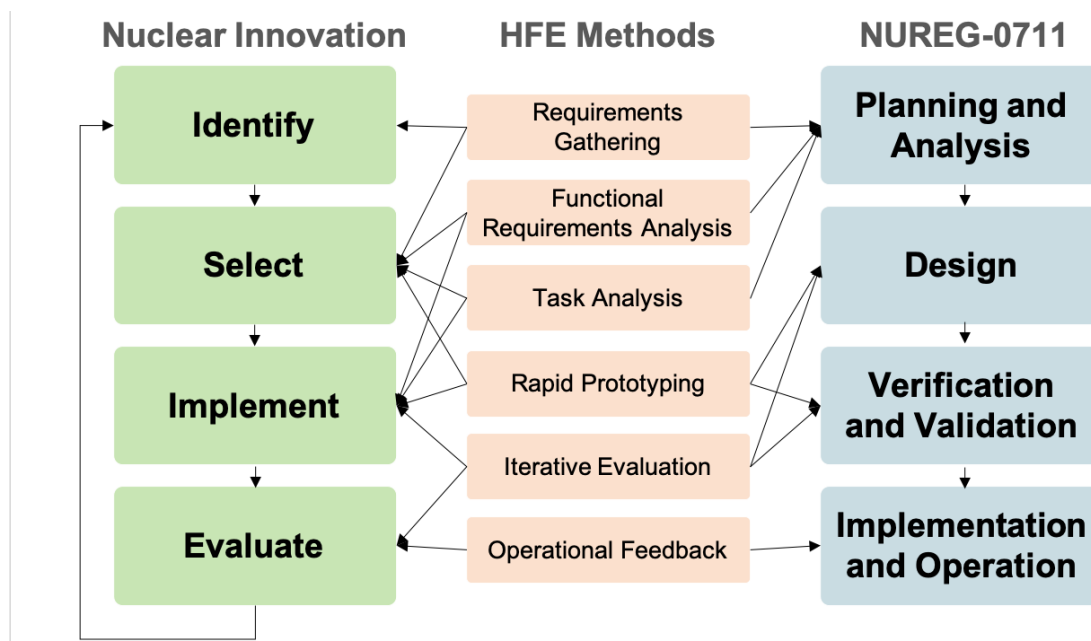 Nuclear Innovation
HFE Methods
NUREG-0711
Identify
Select
Implement
Evaluate
Requirements
Gathering
Functional
Requirements Analysis
Task Analysis
Rapid Prototyping
Iterative Evaluation
Operational Feedback
Planning and
Analysis
Design
Verification
and Validation
Implementation
and Operation